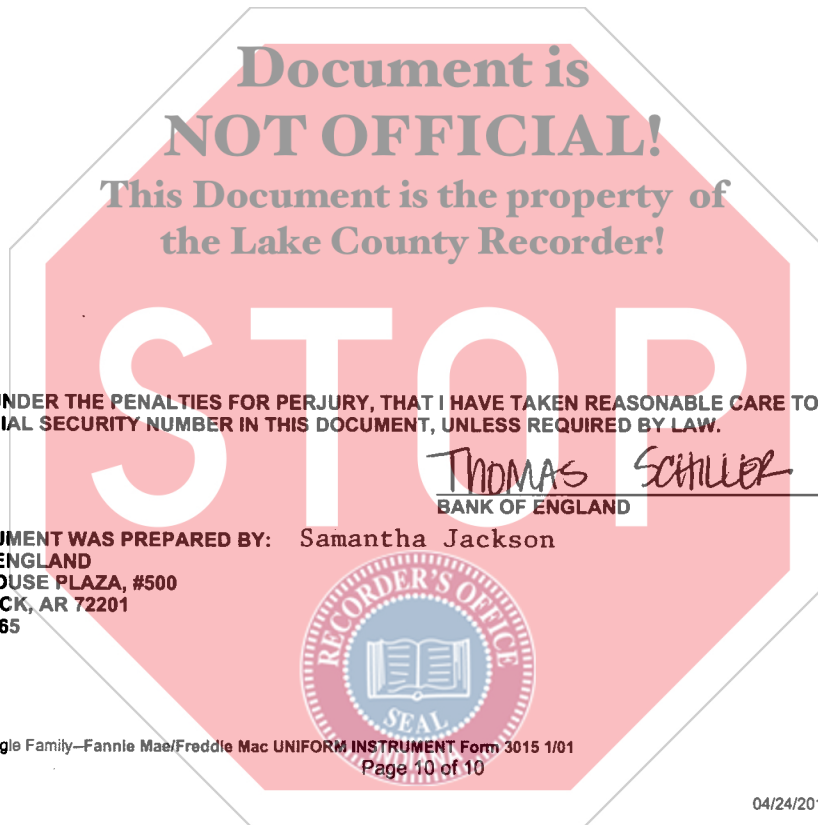 Document is
NOT OFFICIAL!
This Document is the property of
the Lake County Recorder!
STOP
NDER THE PENALTIES FOR PERJURY, THAT I HAVE TAKEN REASONABLE CARE TO
IAL SECURITY NUMBER IN THIS DOCUMENT, UNLESS REQUIRED BY LAW.
THOMAS SCHILLER
BANK OF ENGLAND
UMENT WAS PREPARED BY: Samantha Jackson
ENGLAND
OUSE PLAZA, #500
CK, AR 72201
65
RECORDER'S OFFICE
SEAL
INDIANA
gle Family–Fannie Mae/Freddie Mac UNIFORM INSTRUMENT Form 3015 1/01
Page 10 of 10
04/24/201